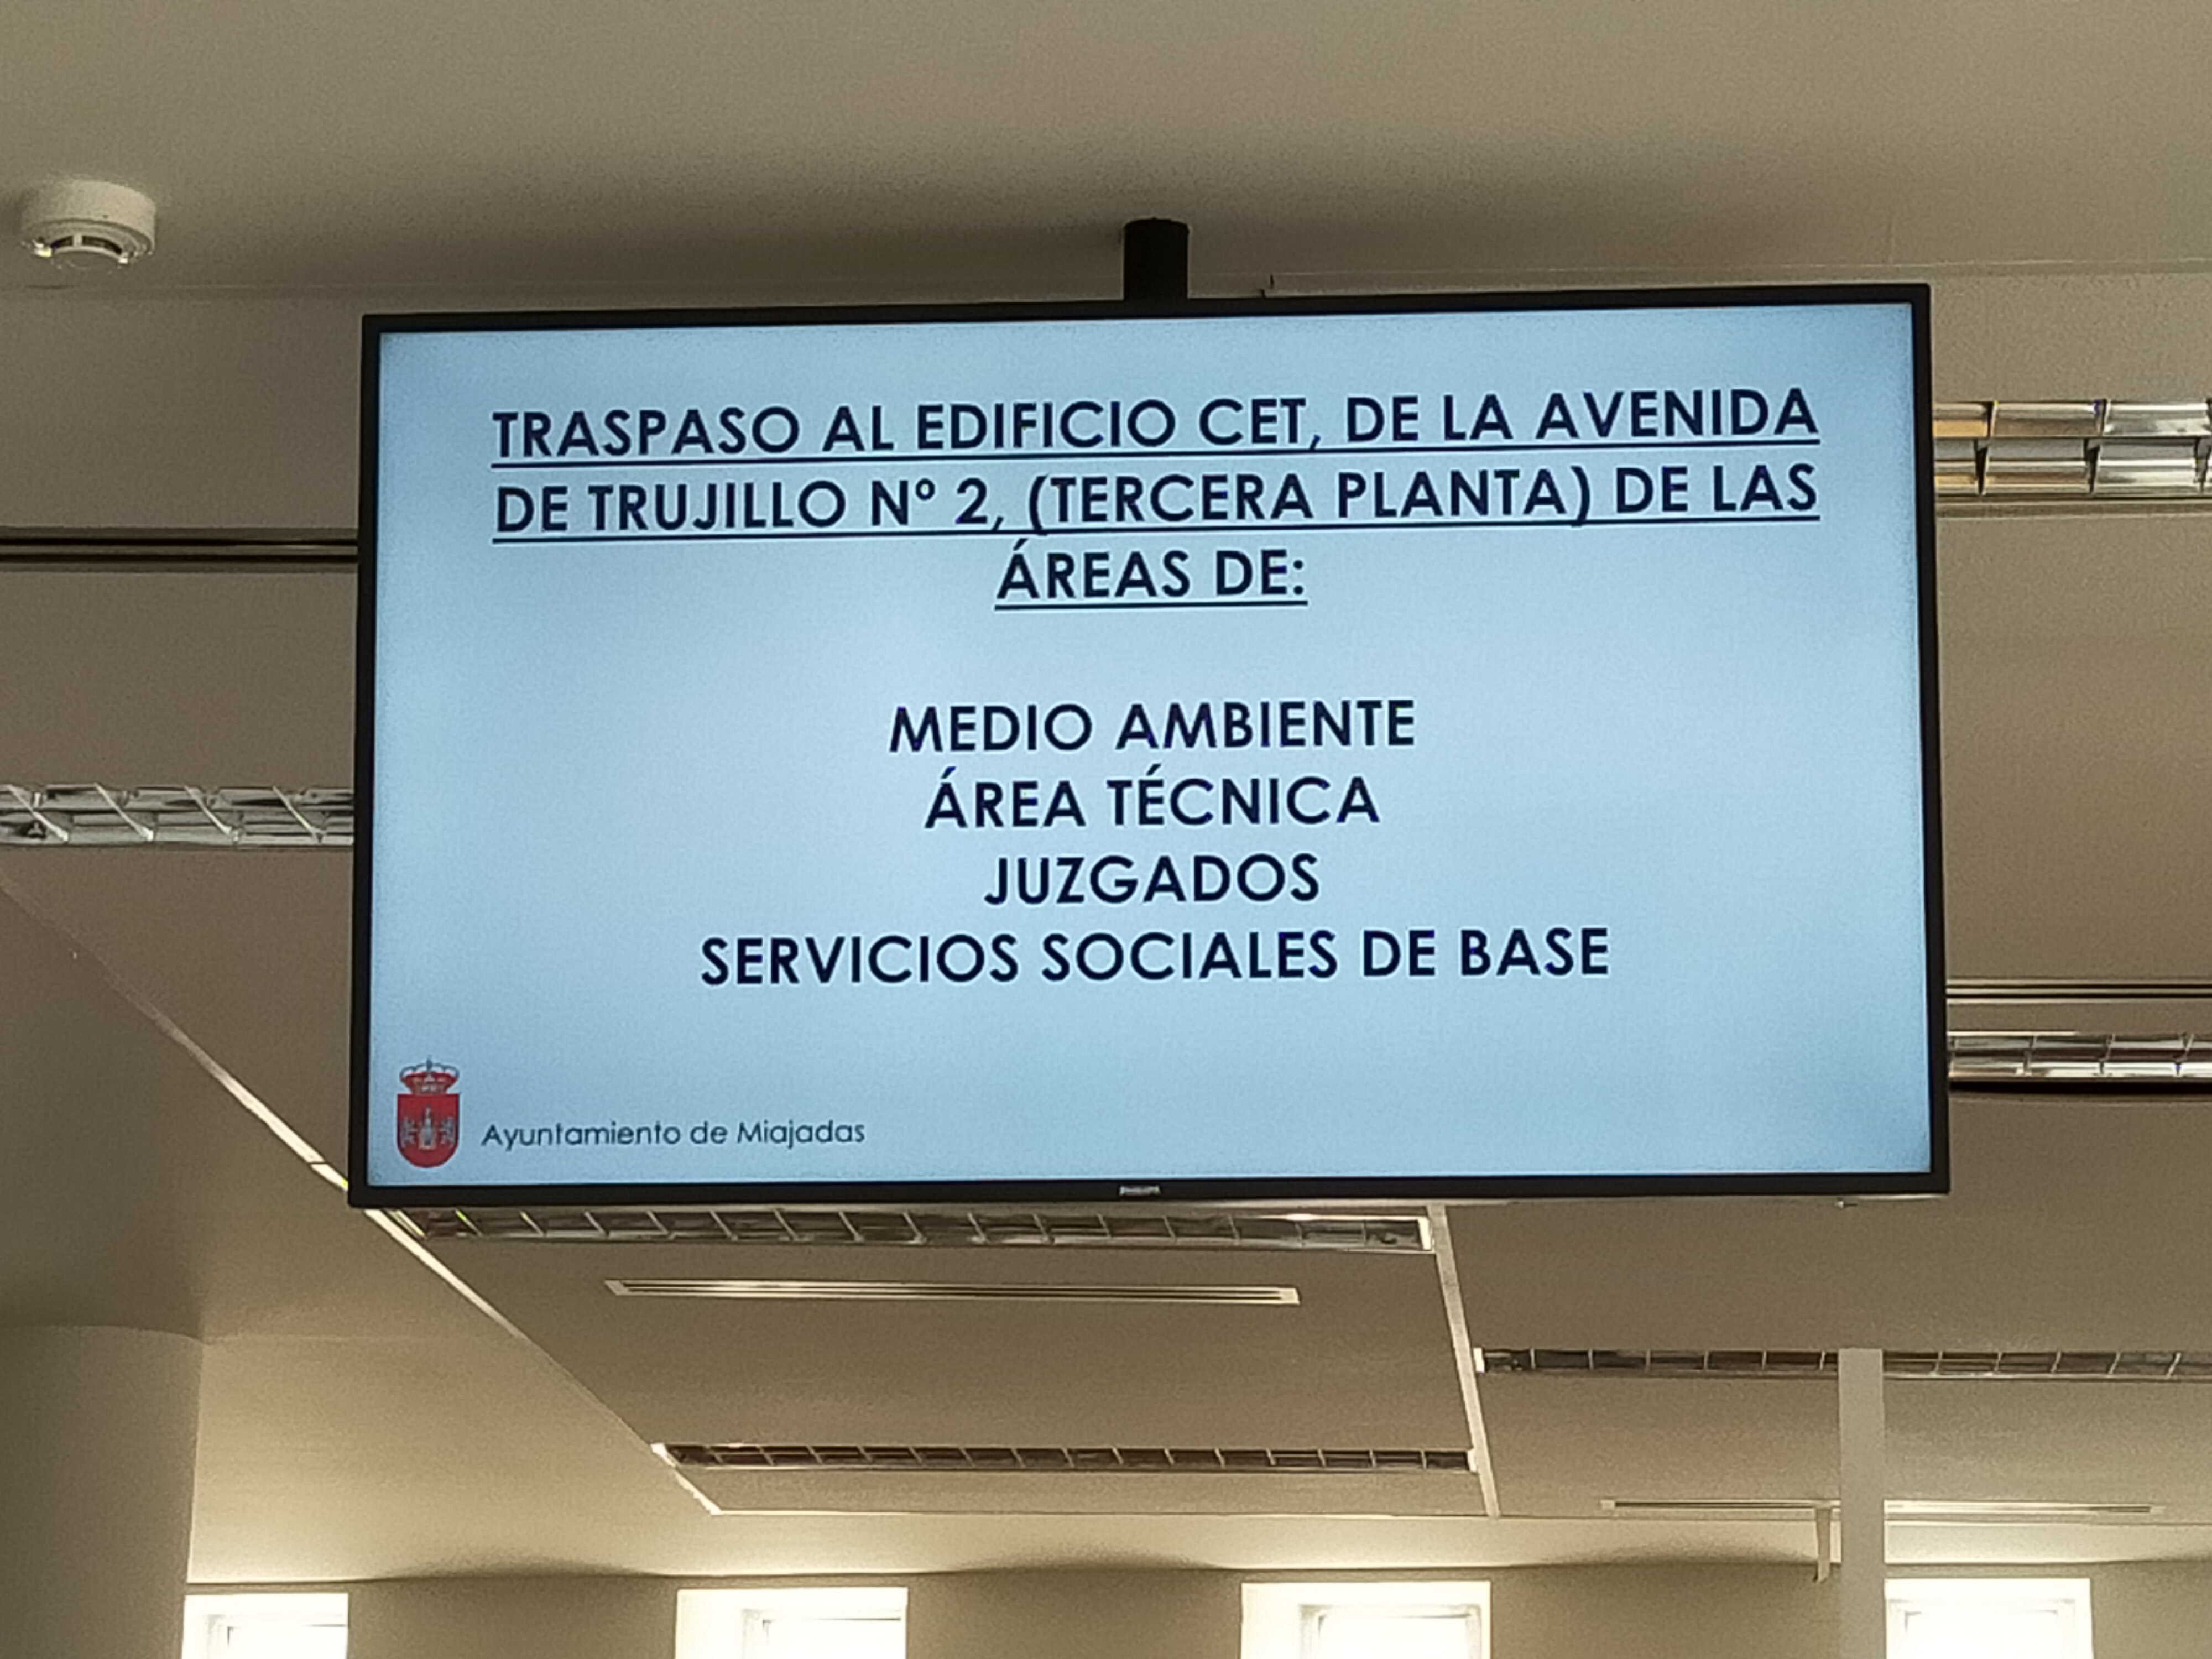 TRASPASO AL EDIFICIO CET, DE LA AVENIDA
DE TRUJILLO Nº 2, (TERCERA PLANTA) DE LAS
ÁREAS DE:
MEDIO AMBIENTE
ÁREA TÉCNICA
JUZGADOS
SERVICIOS SOCIALES DE BASE
Ayuntamiento de Miajadas
PHILIPS